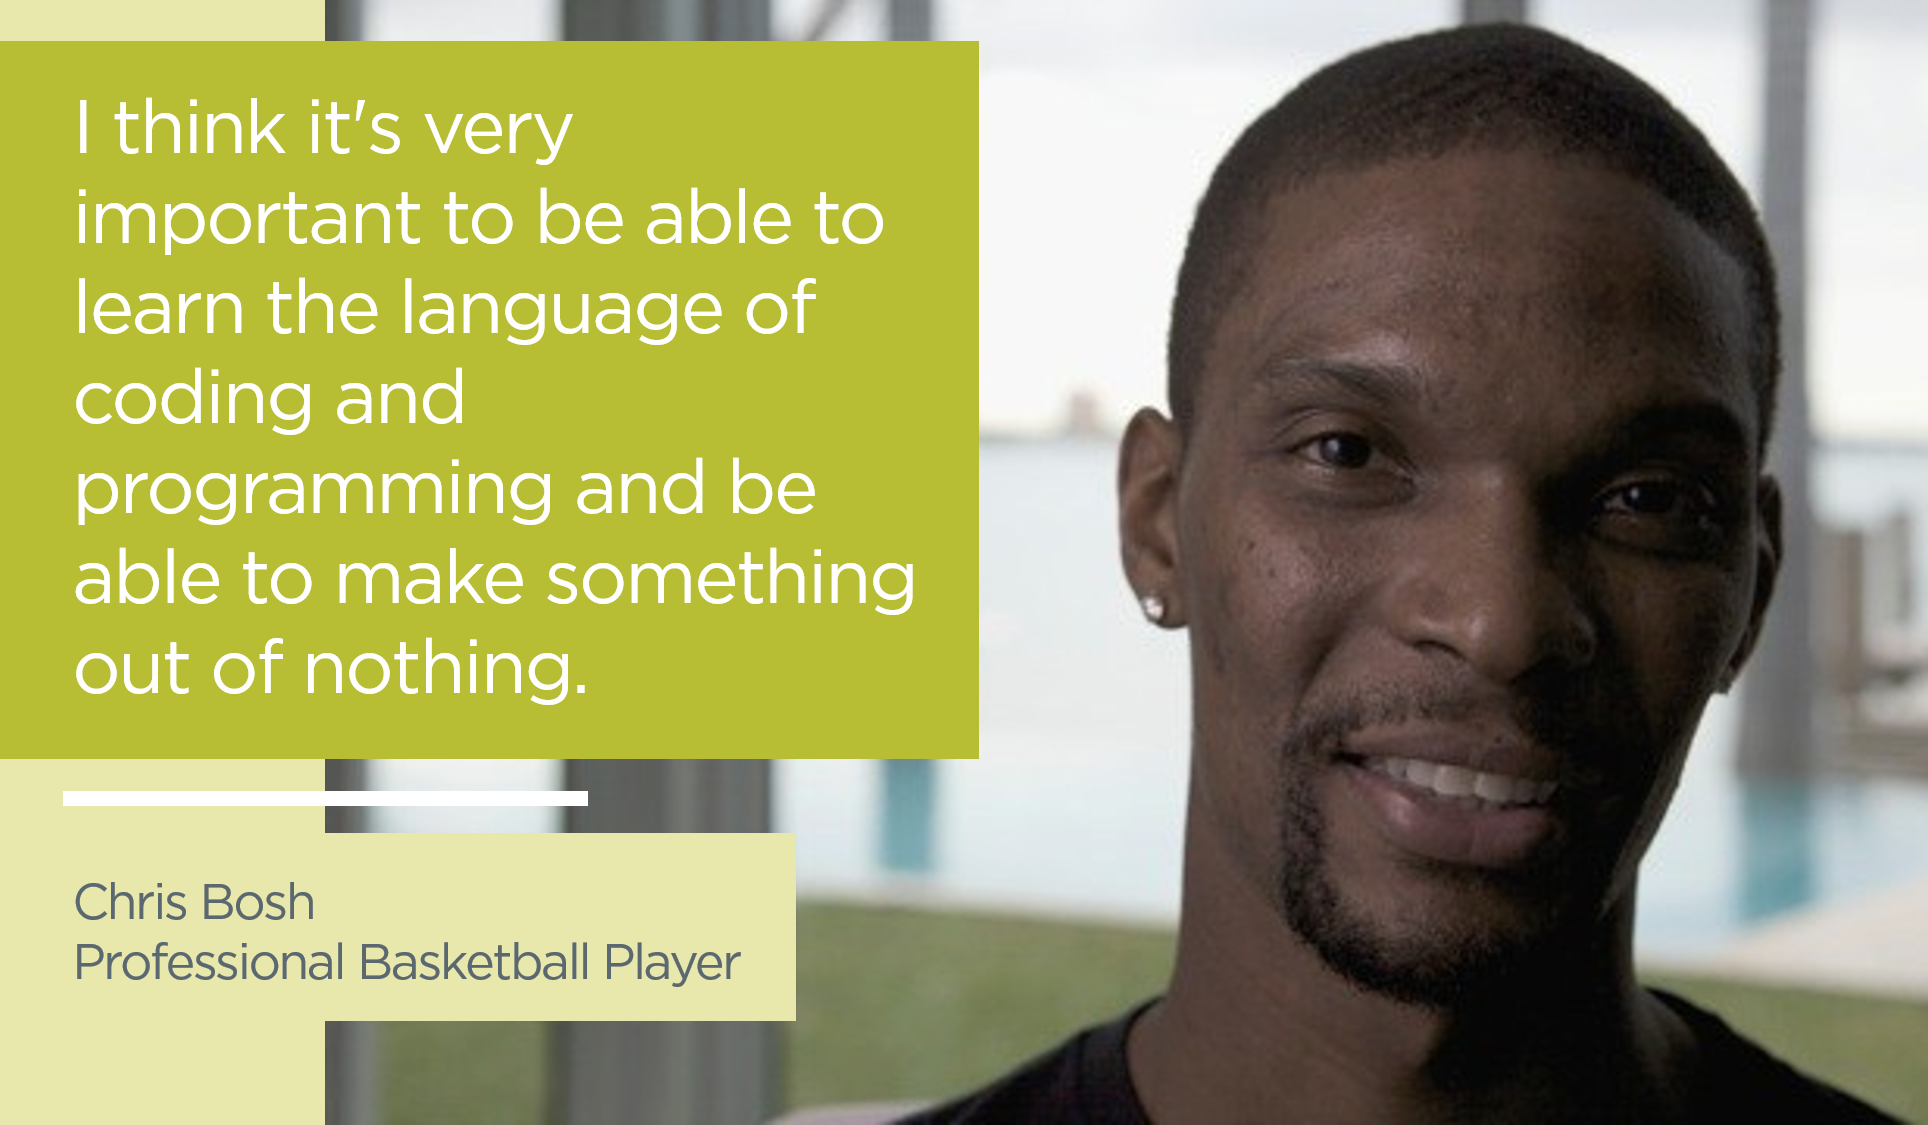 I think it's very
important to be able to
learn the language of
coding and
programming and be
able to make something
out of nothing.
Chris Bosh
Professional Basketball Player